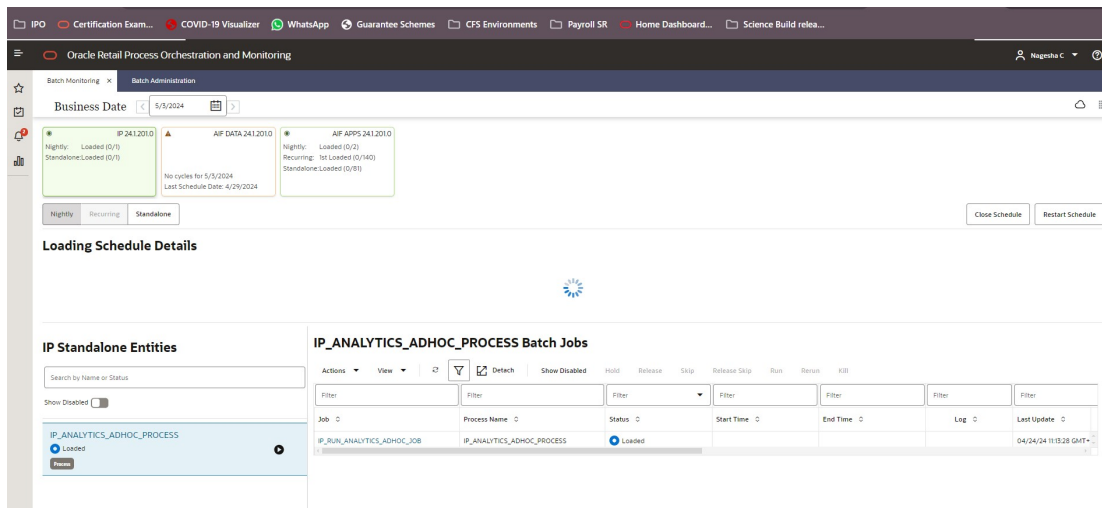 IPO Certification Exam... COVID-19 Visualizer WhatsApp Guarantee Schemes CFS Environments Payroll SR Home Dashboard... Science Build relea...
Oracle Retail Process Orchestration and Monitoring Nagesha C
Batch Monitoring × Batch Administration
Business Date 5/3/2024
IP 24.1.201.0
Nightly: Loaded (0/1)
Standalone:Loaded (0/1)
AIF DATA 24.1.201.0
No cycles for 5/3/2024
Last Schedule Date: 4/29/2024
AIF APPS 24.1.201.0
Nightly: Loaded (0/2)
Recurring: 1st Loaded (0/140)
Standalone:Loaded (0/81)
Nightly Recurring Standalone Close Schedule Restart Schedule
Loading Schedule Details
IP Standalone Entities
Search by Name or Status
Show Disabled
IP_ANALYTICS_ADHOC_PROCESS
Loaded
Process
IP_ANALYTICS_ADHOC_PROCESS Batch Jobs
Actions View Detach Show Disabled Hold Release Skip Release Skip Run Rerun Kill
Filter Filter Filter Filter Filter Filter Filter
Job Process Name Status Start Time End Time Log Last Update
IP_RUN_ANALYTICS_ADHOC_JOB IP_ANALYTICS_ADHOC_PROCESS Loaded 04/24/24 11:13:28 GMT+